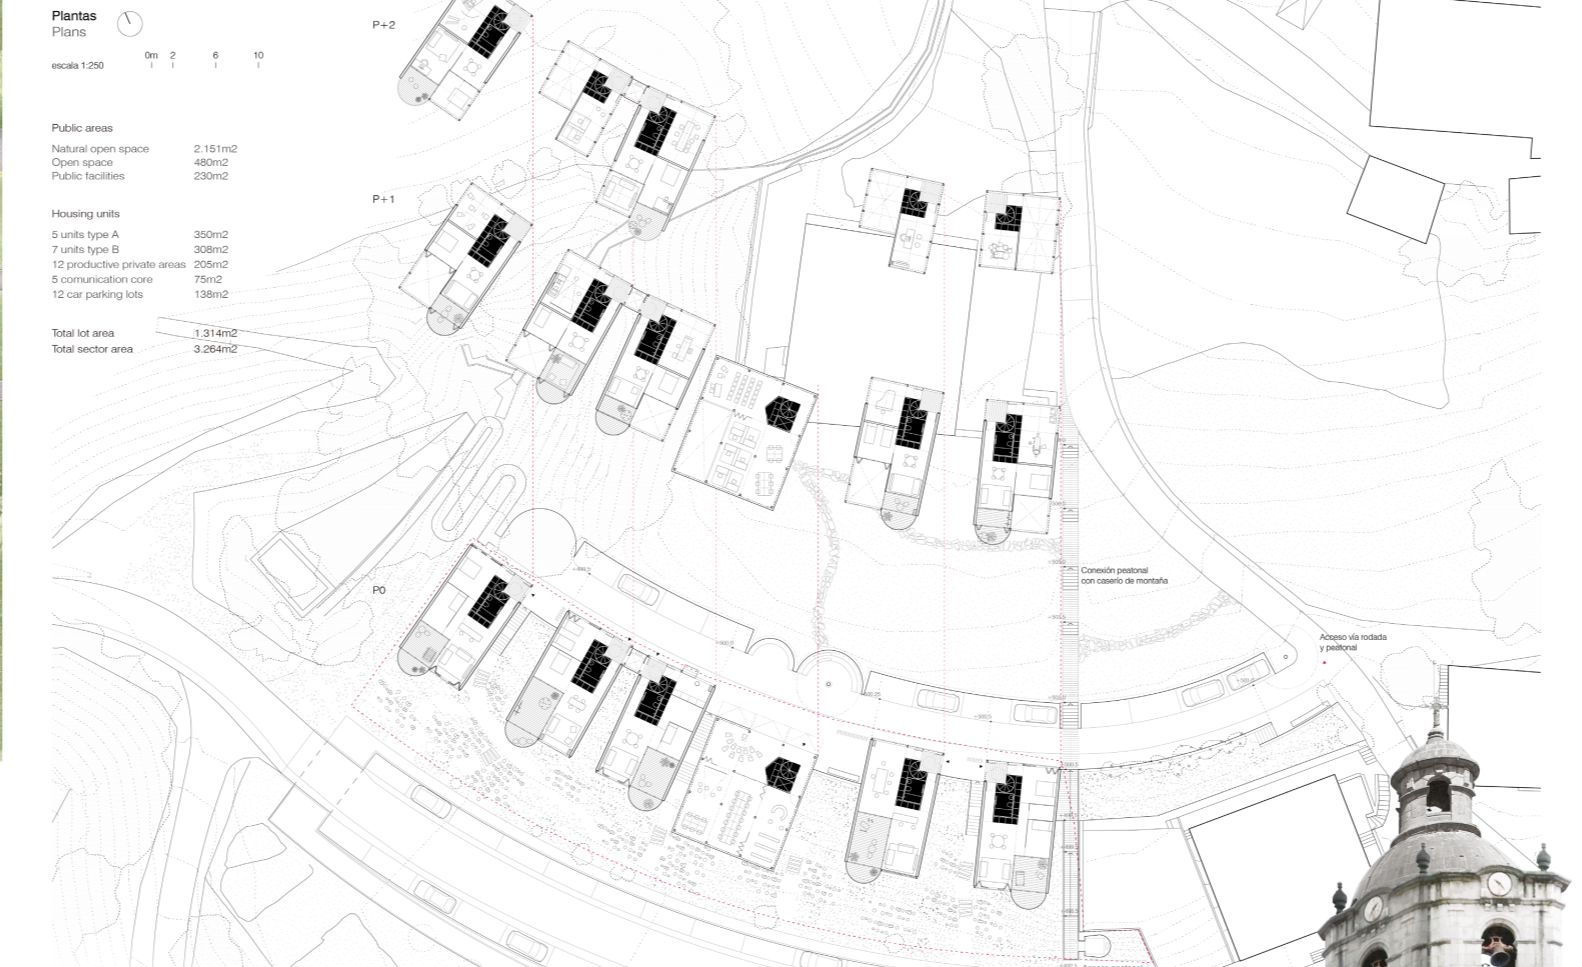 Plantas
Plans
escala 1:250
0m 2 6 10
Public areas
Natural open space 2.151m2
Open space 480m2
Public facilities 230m2
Housing units
5 units type A 350m2
7 units type B 308m2
12 productive private areas 205m2
5 comunication core 75m2
12 car parking lots 138m2
Total lot area 1.314m2
Total sector area 3.264m2
P+2
P+1
P0
Conexión peatonal
con caserío de montaña
Acceso vía rodada
y peatonal